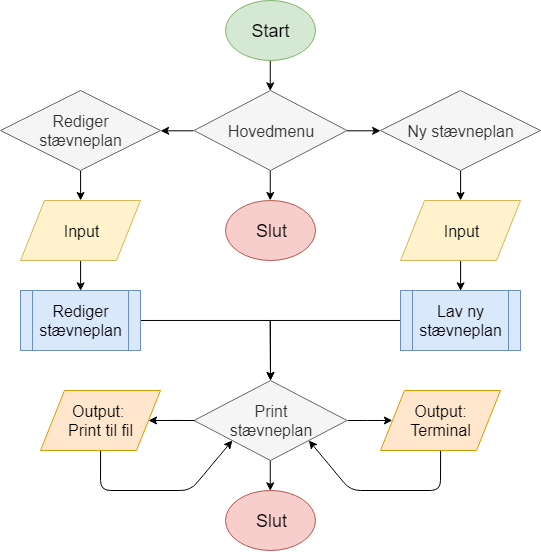 Start
Rediger
stævneplan
Hovedmenu
Ny stævneplan
Input
Slut
Input
Rediger
stævneplan
Lav ny
stævneplan
Output:
Print til fil
Print
stævneplan
Output:
Terminal
Slut